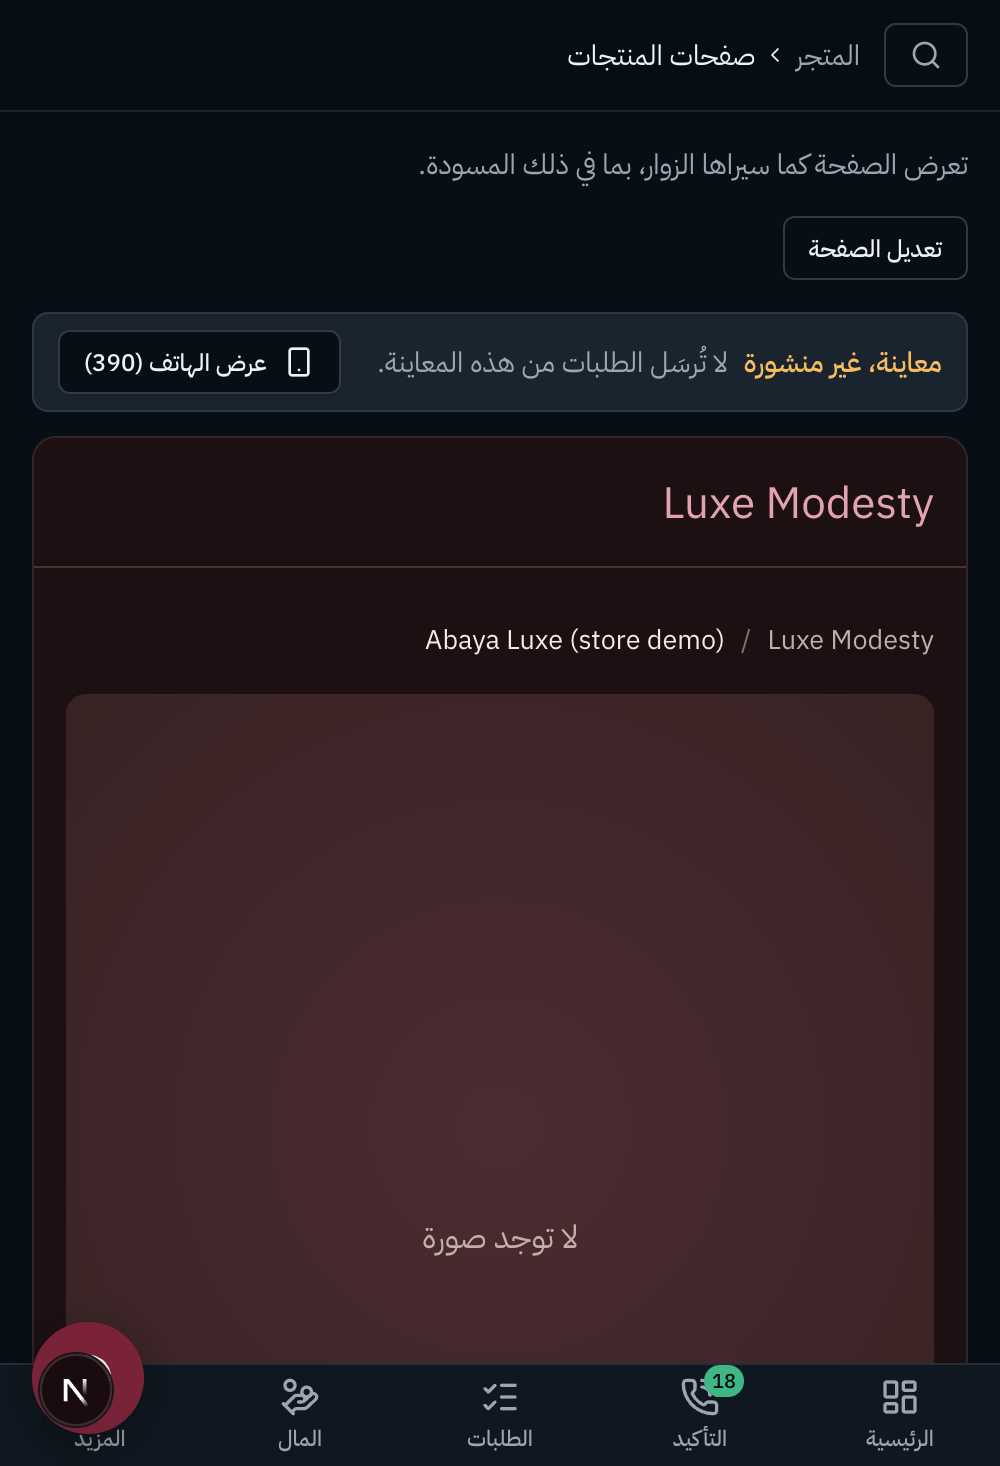 المتجر › صفحات المنتجات
تعرض الصفحة كما سيراها الزوار، بما في ذلك المسودة.
تعديل الصفحة
معاينة، غير منشورة لا تُرسَل الطلبات من هذه المعاينة. عرض الهاتف (390)
Luxe Modesty
Luxe Modesty / Abaya Luxe (store demo)
لا توجد صورة
18
الرئيسية التأكيد الطلبات المال المزيد
N